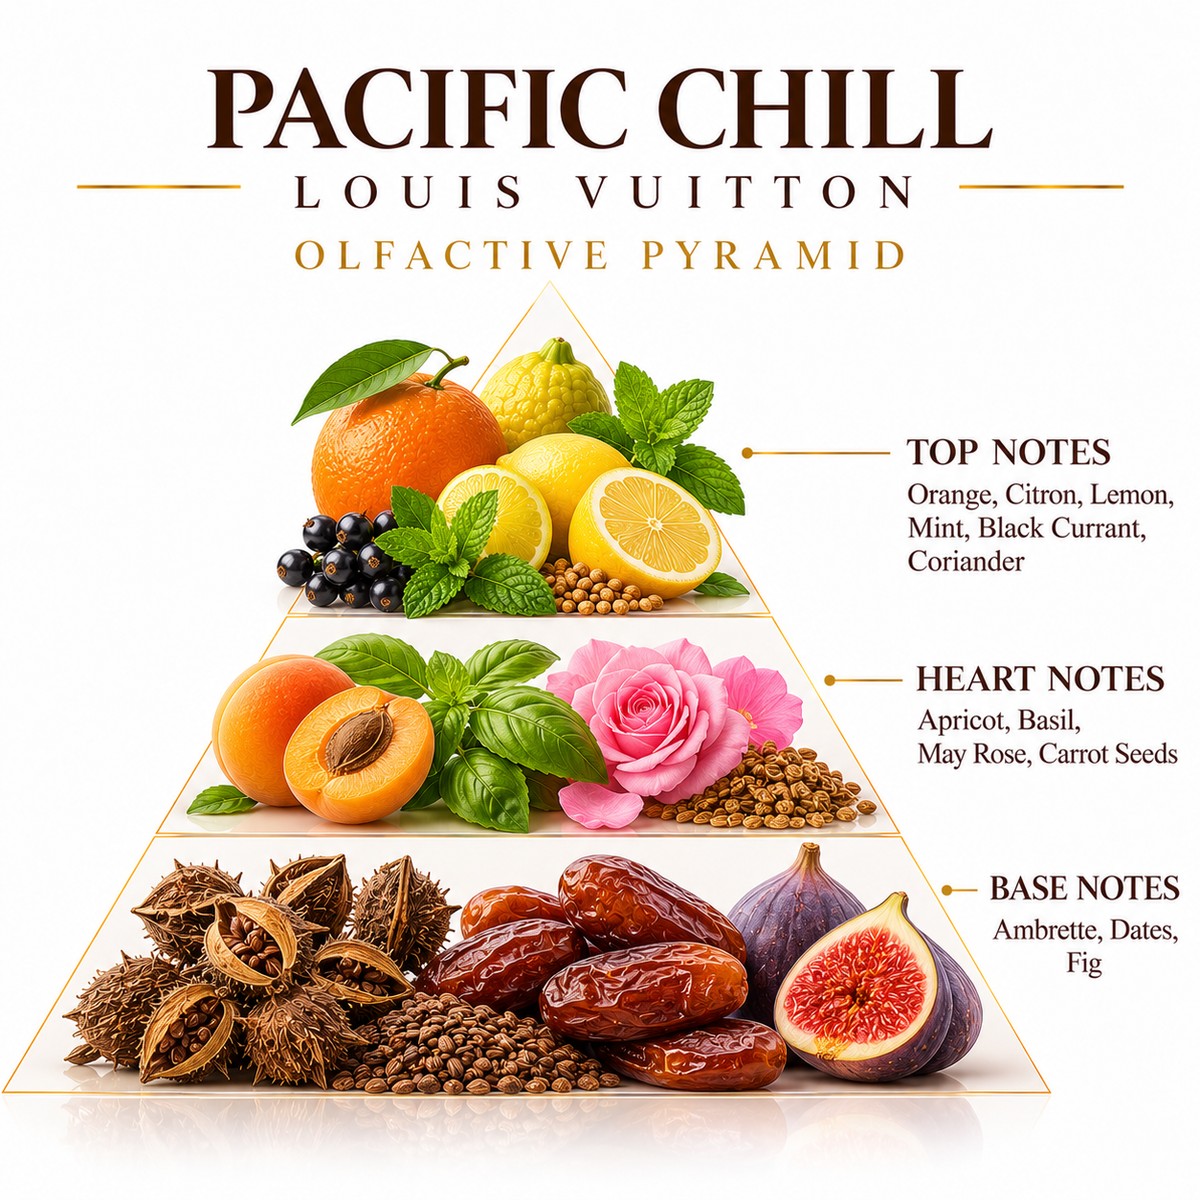 PACIFIC CHILL
LOUIS VUITTON
OLFACTIVE PYRAMID
TOP NOTES
Orange, Citron, Lemon,
Mint, Black Currant,
Coriander
HEART NOTES
Apricot, Basil,
May Rose, Carrot Seeds
BASE NOTES
Ambrette, Dates,
Fig